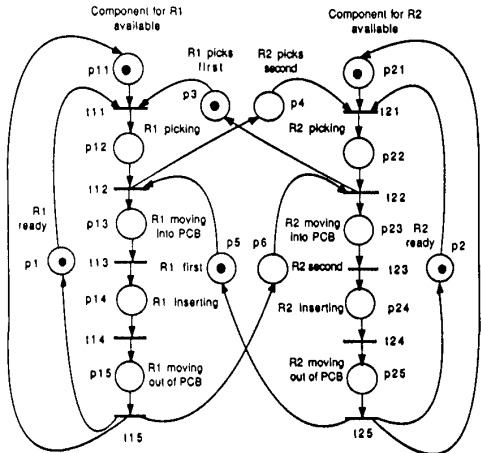 Component for R1
available
Component for R2
available
R1 picks
first
R2 picks
second
p11
p3
p4
p21
t11
t21
R1 picking
R2 picking
p12
p22
t12
t22
R1
ready
p13
R1 moving
into PCB
p5
p6
R2 moving
into PCB
p23
R2
ready
p1
t13
R1 first
R2 second
t23
p2
p14
R1 Inserting
R2 Inserting
p24
t14
t24
p15
R1 moving
out of PCB
R2 moving
out of PCB
p25
t15
t25